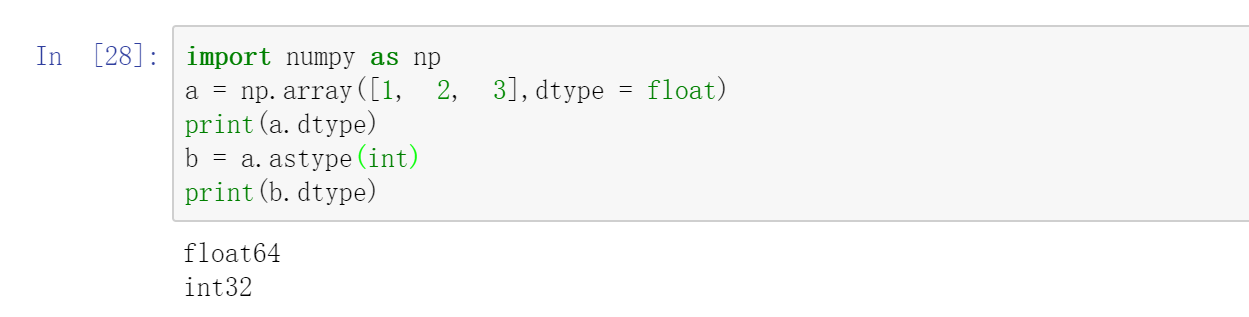 In [28]: import numpy as np
a = np.array([1, 2, 3],dtype = float)
print(a.dtype)
b = a.astype(int)
print(b.dtype)
float64
int32